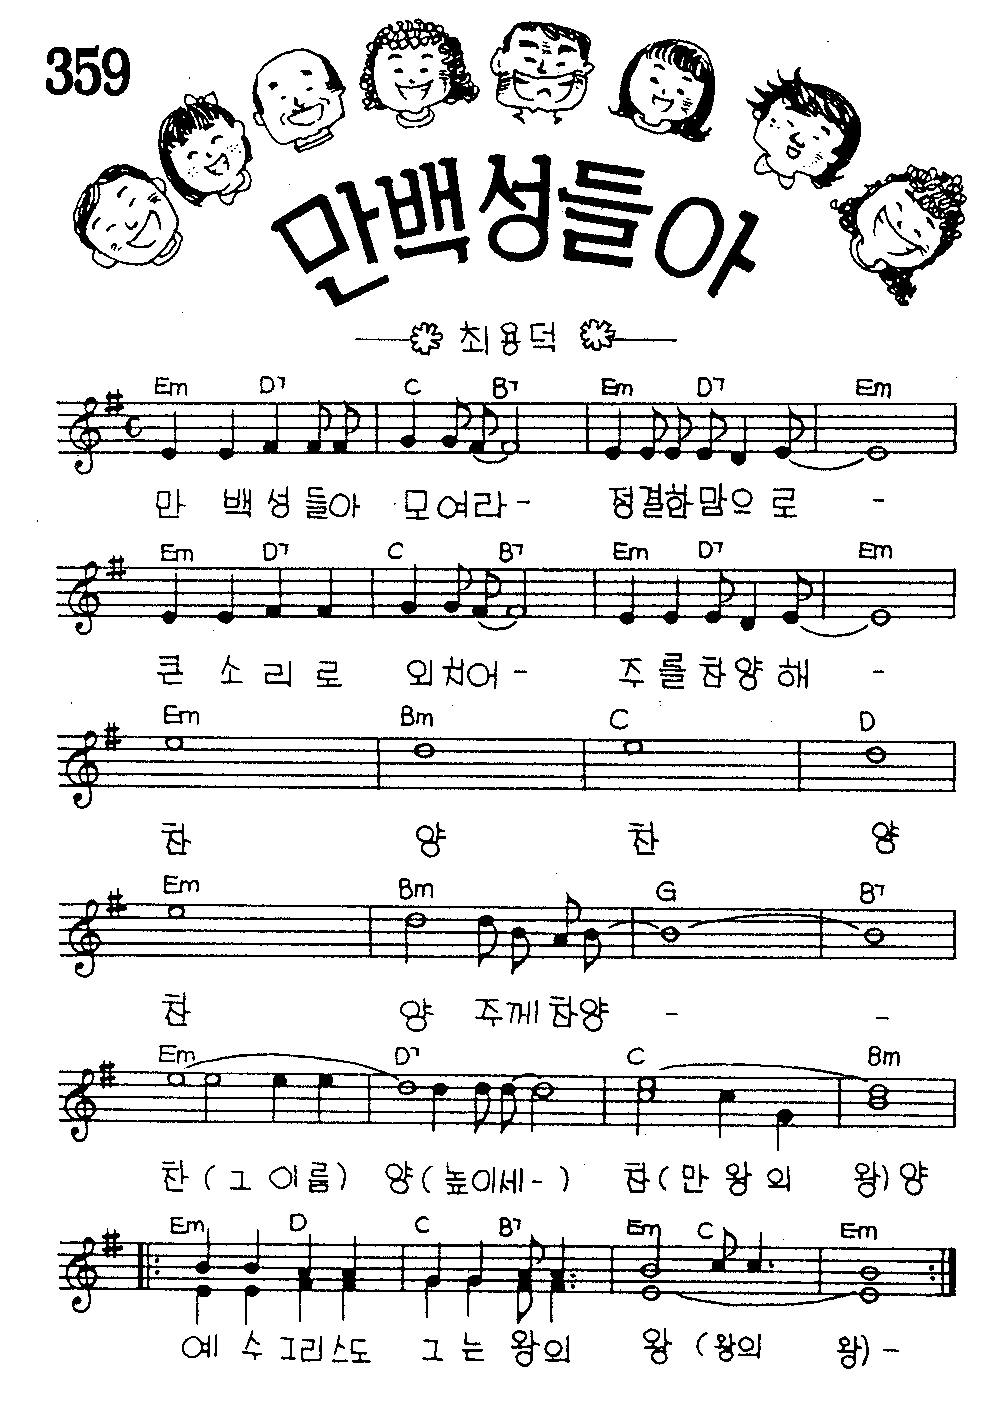 359
만백성들아
최용덕
Em D7 C B7 Em D7 Em
만 백 성 들아 모 여라 - 정결한맘으 로 -
Em D7 C B7 Em D7 Em
큰 소 리 로 외쳐어 - 주 를 찬 양 해 -
Em Bm C D
찬 양 찬 양
Em Bm G B7
찬 양 주께찬양 - -
Em D7 C Bm
찬 ( 그 이 름 ) 양 ( 높이세 - ) 찬 ( 만 왕 의 왕) 양
Em D C B7 Em C Em
예 수 그리스도 그 는 왕의 왕 ( 왕의 왕) -